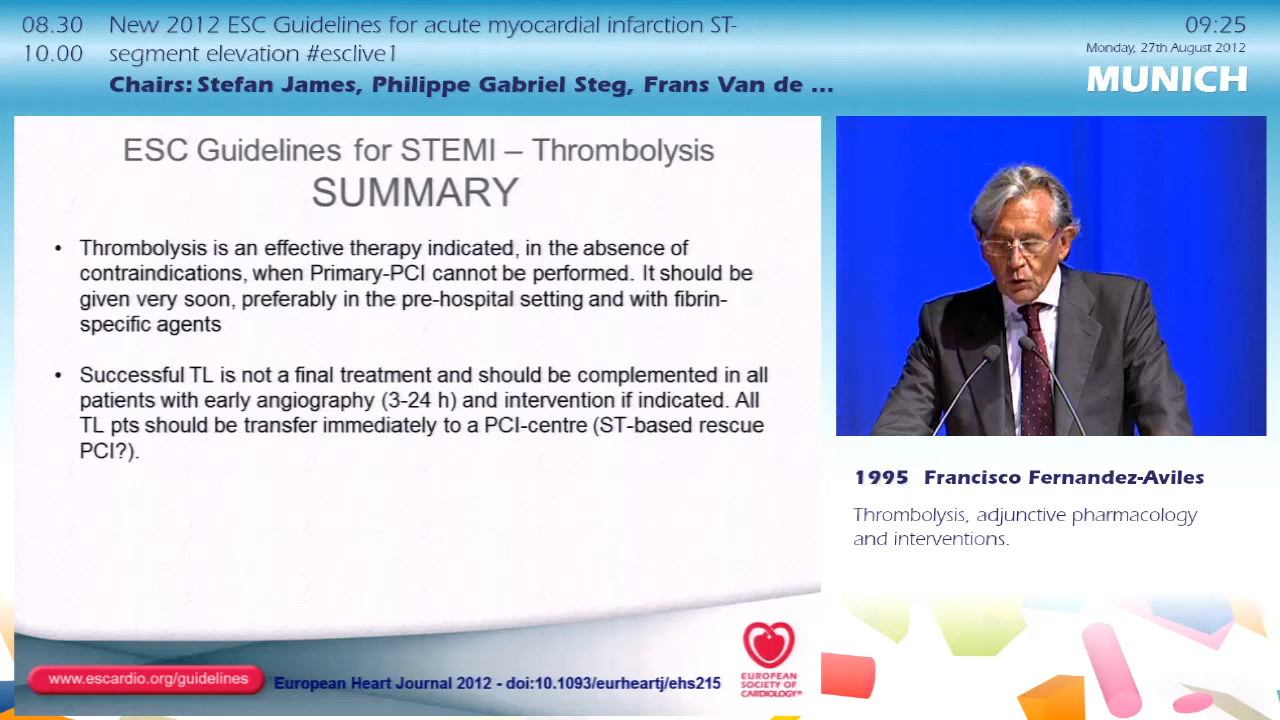 08.30
10.00
New 2012 ESC Guidelines for acute myocardial infarction ST-
segment elevation #esclive1
Chairs: Stefan James, Philippe Gabriel Steg, Frans Van de ...
09:25
Monday, 27th August 2012
MUNICH
ESC Guidelines for STEMI – Thrombolysis
SUMMARY
• Thrombolysis is an effective therapy indicated, in the absence of
contraindications, when Primary-PCI cannot be performed. It should be
given very soon, preferably in the pre-hospital setting and with fibrin-
specific agents
• Successful TL is not a final treatment and should be complemented in all
patients with early angiography (3-24 h) and intervention if indicated. All
TL pts should be transfer immediately to a PCI-centre (ST-based rescue
PCI?).
www.escardio.org/guidelines
European Heart Journal 2012 - doi:10.1093/eurheartj/ehs215
EUROPEAN
SOCIETY OF
CARDIOLOGY®
1995 Francisco Fernandez-Aviles
Thrombolysis, adjunctive pharmacology
and interventions.